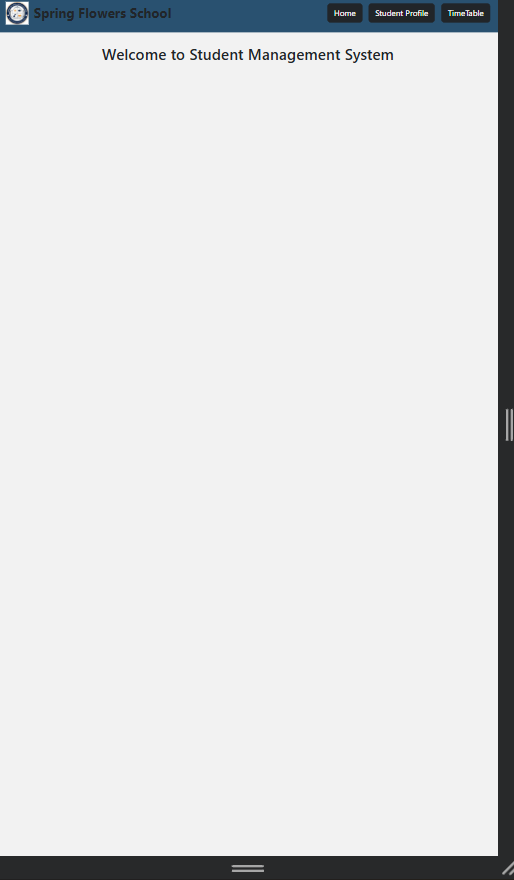 Spring Flowers School
Home
Student Profile
TimeTable
Welcome to Student Management System